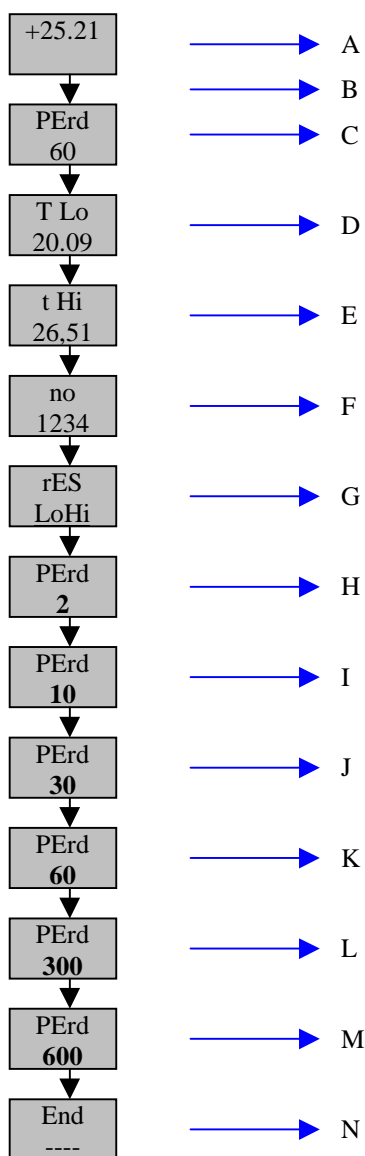 +25.21
A
B
PErd
60
C
T Lo
20.09
D
t Hi
26,51
E
no
1234
F
rES
LoHi
G
PErd
2
H
PErd
10
I
PErd
30
J
PErd
60
K
PErd
300
L
PErd
600
M
End
----
N